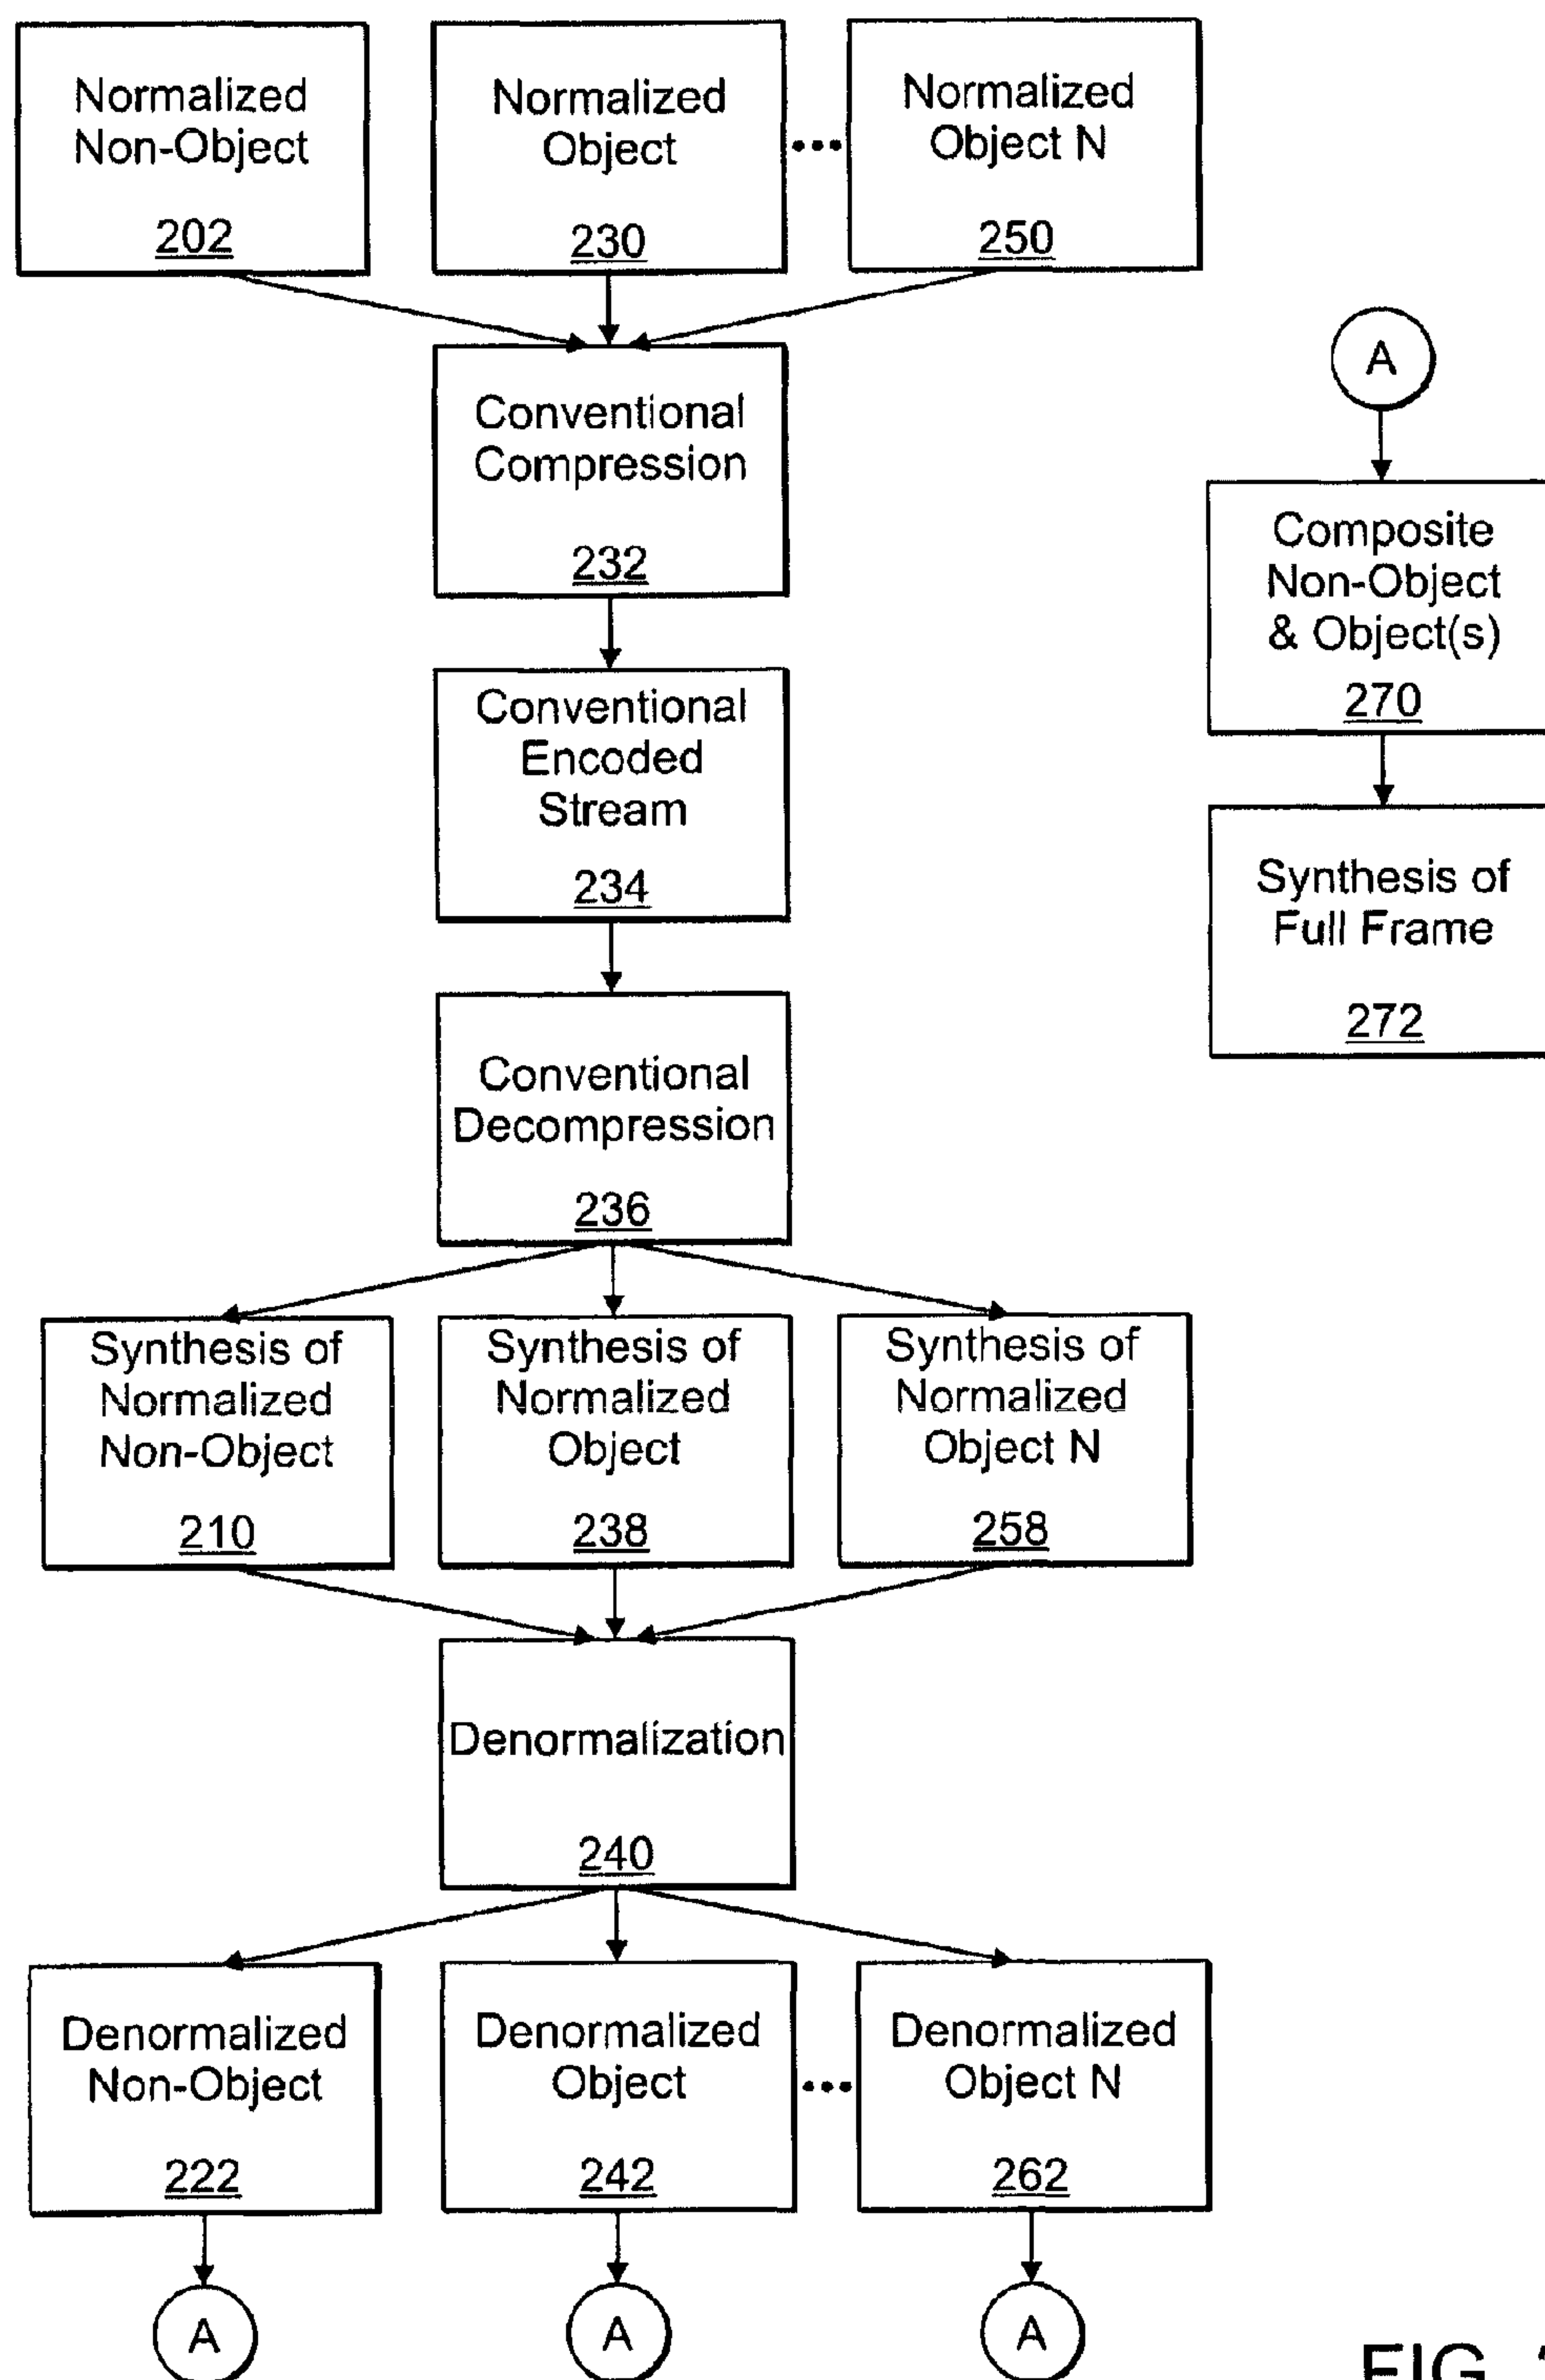 Normalized
Non-Object
202
Normalized
Object
230
...
Normalized
Object N
250
Conventional
Compression
232
Conventional
Encoded
Stream
234
Conventional
Decompression
236
Synthesis of
Normalized
Non-Object
210
Synthesis of
Normalized
Object
238
Synthesis of
Normalized
Object N
258
Denormalization
240
Denormalized
Non-Object
222
Denormalized
Object
242
...
Denormalized
Object N
262
A
A
A
A
Composite
Non-Object
& Object(s)
270
Synthesis of
Full Frame
272
FIG.